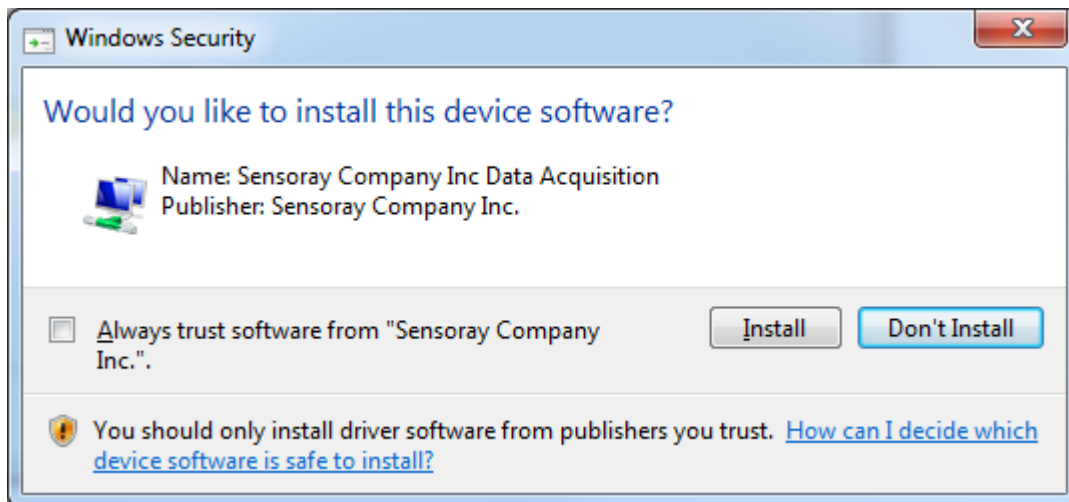 Windows Security
Would you like to install this device software?
Name: Sensoray Company Inc Data Acquisition
Publisher: Sensoray Company Inc.
Always trust software from "Sensoray Company
Inc.".
Install
Don't Install
You should only install driver software from publishers you trust. How can I decide which
device software is safe to install?